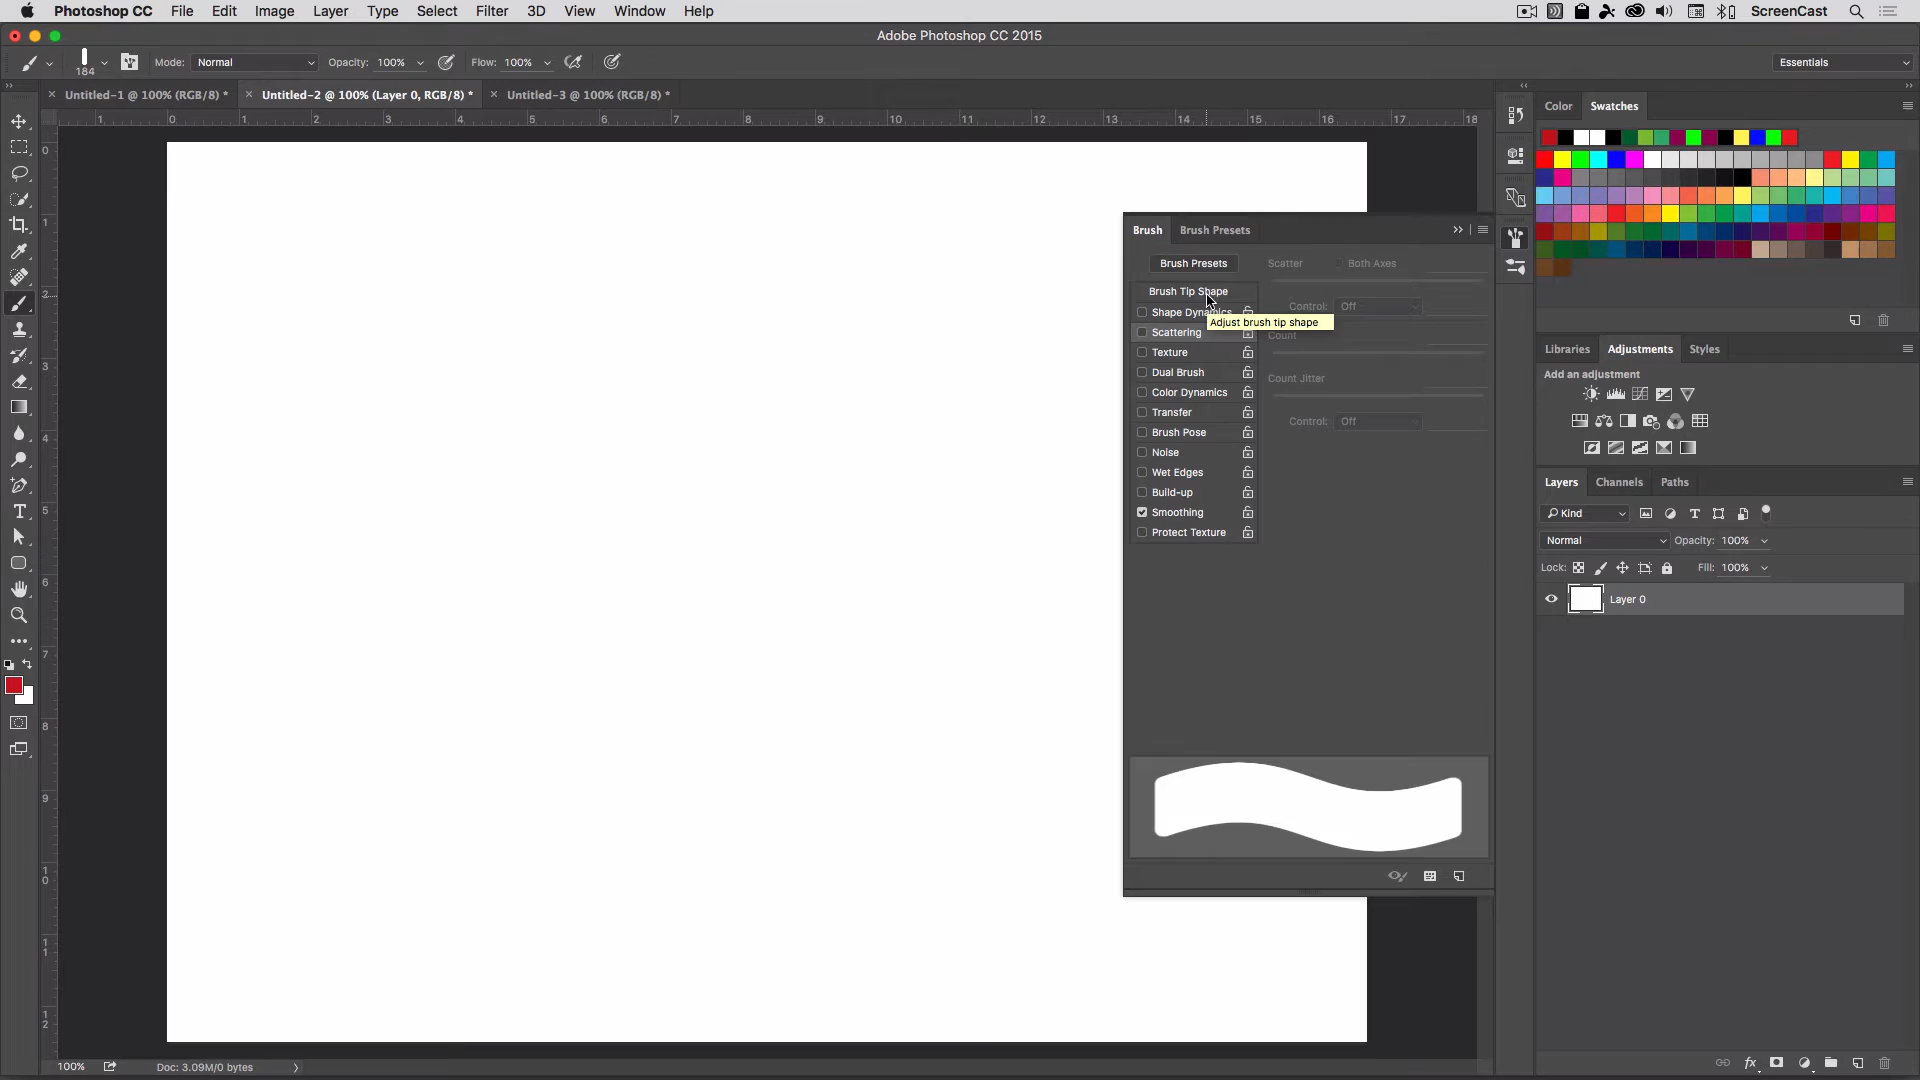 Photoshop CC File Edit Image Layer Type Select Filter 3D View Window Help ScreenCast
Adobe Photoshop CC 2015
184 Mode: Normal Opacity: 100% Flow: 100% Essentials
Untitled-1 @ 100% (RGB/8) * Untitled-2 @ 100% (Layer 0, RGB/8) * Untitled-3 @ 100% (RGB/8) *
1 0 1 2 3 4 5 6 7 8 9 10 11 12 13 14 15 16 17 18
0
1
2
3
4
5
6
7
8
9
10
11
12
Brush Brush Presets
Brush Presets Scatter Both Axes
Brush Tip Shape
Control: Off
Shape Dynamics
Adjust brush tip shape
Scattering
Count
Texture
Dual Brush
Count Jitter
Color Dynamics
Transfer
Control: Off
Brush Pose
Noise
Wet Edges
Build-up
Smoothing
Protect Texture
Color Swatches
Libraries Adjustments Styles
Add an adjustment
Layers Channels Paths
Kind
Normal Opacity: 100%
Lock: Fill: 100%
Layer 0
100% Doc: 3.09M/0 bytes
fx